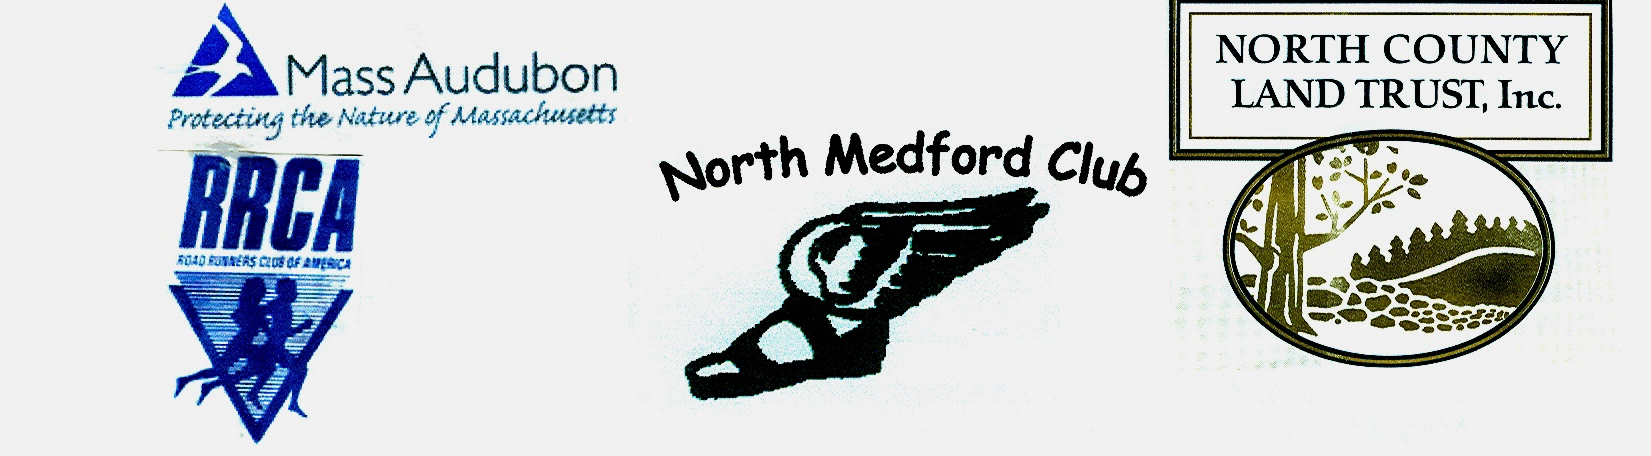 Mass Audubon
Protecting the Nature of Massachusetts
RRCA
ROAD RUNNERS CLUB OF AMERICA
North Medford Club
NORTH COUNTY
LAND TRUST, Inc.